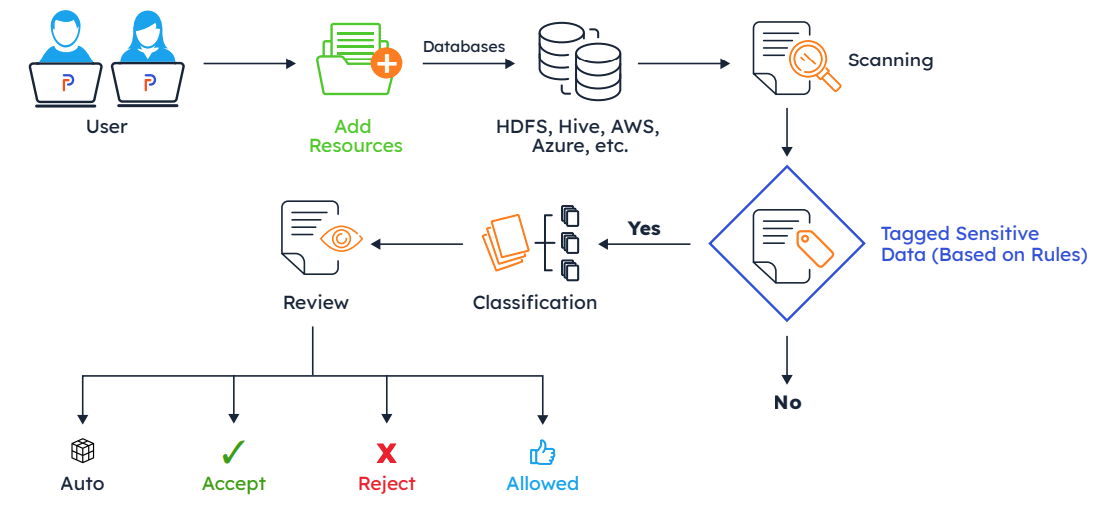 Databases
Scanning
User
Add
Resources
HDFS, Hive, AWS,
Azure, etc.
Yes
Tagged Sensitive
Data (Based on Rules)
Review
Classification
No
Auto
Accept
Reject
Allowed